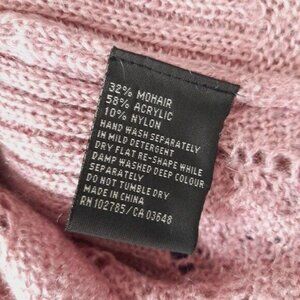 32% MOHAIR
58% ACRYLIC
10% NYLON
HAND WASH SEPARATELY
IN MILD DETERGENT
DRY FLAT RE-SHAPE WHILE
DAMP WASHED DEEP COLOUR
SEPARATELY
DO NOT TUMBLE DRY
MADE IN CHINA
RN 102785 / CA 03648